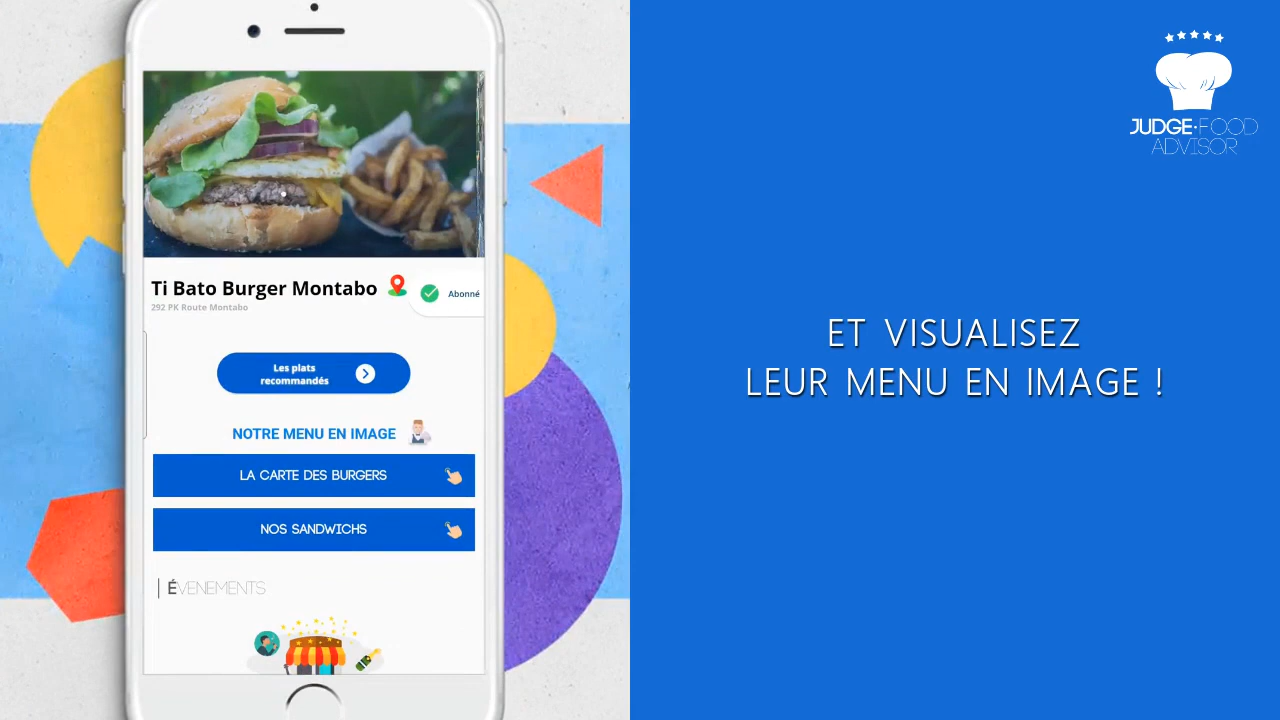 Ti Bato Burger Montabo
Abonné
292 PK Route Montabo
Les plats
recommandés
NOTRE MENU EN IMAGE
LA CARTE DES BURGERS
NOS SANDWICHS
ÉVENEMENTS
JUDGE·FOOD
ADVISOR
ET VISUALISEZ
LEUR MENU EN IMAGE !